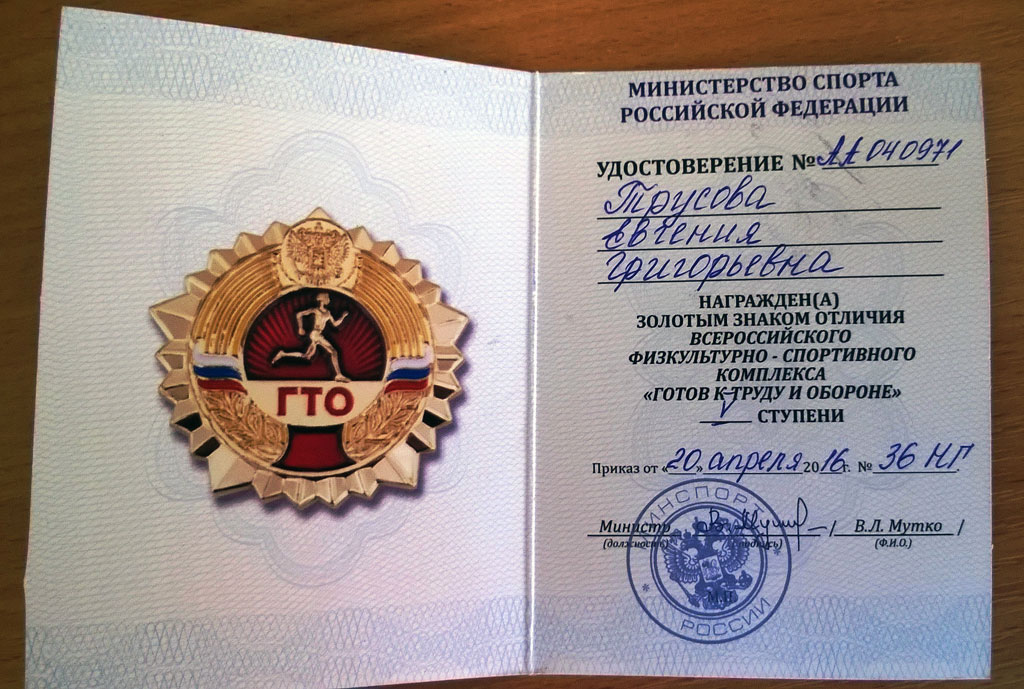 ГТО
МИНИСТЕРСТВО СПОРТА
РОССИЙСКОЙ ФЕДЕРАЦИИ
УДОСТОВЕРЕНИЕ № АА 040971
Трусова
Евгения
Григорьевна
НАГРАЖДЕН(А)
ЗОЛОТЫМ ЗНАКОМ ОТЛИЧИЯ
ВСЕРОССИЙСКОГО
ФИЗКУЛЬТУРНО - СПОРТИВНОГО
КОМПЛЕКСА
«ГОТОВ К ТРУДУ И ОБОРОНЕ»
V СТУПЕНИ
Приказ от «20» апреля 2016г. № 36 НГ
Министр / В.Л. Мутко /
(должность) (подпись) (Ф.И.О.)
М.П.
МИНСПОРТ
РОССИИ